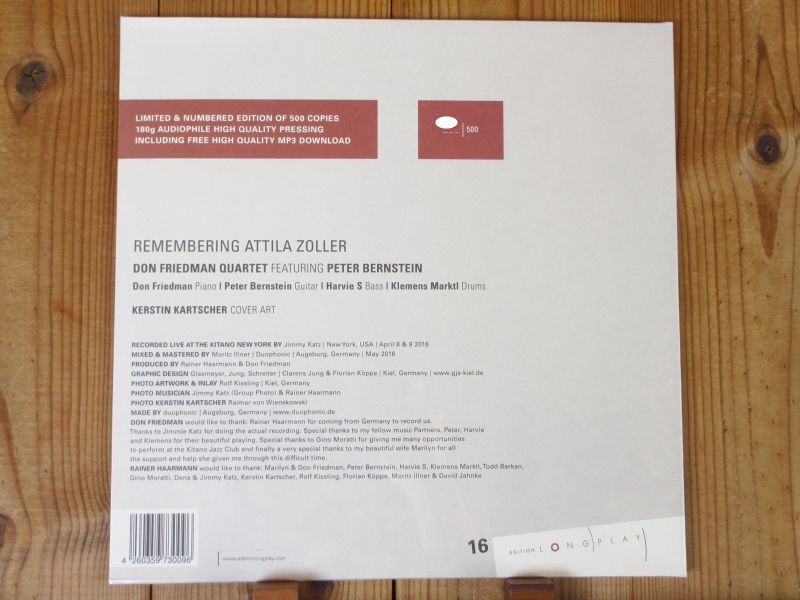 LIMITED & NUMBERED EDITION OF 500 COPIES
180g AUDIOPHILE HIGH QUALITY PRESSING
INCLUDING FREE HIGH QUALITY MP3 DOWNLOAD
___ | 500
REMEMBERING ATTILA ZOLLER
DON FRIEDMAN QUARTET FEATURING PETER BERNSTEIN
Don Friedman Piano | Peter Bernstein Guitar | Harvie S Bass | Klemens Marktl Drums
KERSTIN KARTSCHER COVER ART
RECORDED LIVE AT THE KITANO NEW YORK BY Jimmy Katz | New York, USA | April 8 & 9 2016
MIXED & MASTERED BY Moritz Illner | Duophonic | Augsburg, Germany | May 2016
PRODUCED BY Rainer Haarmann & Don Friedman
GRAPHIC DESIGN Glasmeyer, Jung, Schreiter | Clarens Jung & Florian Köppe | Kiel, Germany | www.gjs-kiel.de
PHOTO ARTWORK & INLAY Rolf Kissling | Kiel, Germany
PHOTO MUSICIAN Jimmy Katz (Group Photo) & Rainer Haarmann
PHOTO KERSTIN KARTSCHER Raimar von Wienskowski
MADE BY duophonic | Augsburg, Germany | www.duophonic.de
DON FRIEDMAN would like to thank: Rainer Haarmann for coming from Germany to record us.
Thanks to Jimmie Katz for doing the actual recording. Special thanks to my fellow music Partners, Peter, Harvie
and Klemens for their beautiful playing. Special thanks to Gino Moratti for giving me many opportunities
to perform at the Kitano Jazz Club and finally a very special thanks to my beautiful wife Marilyn for all
the support and help she given me through this difficult time.
RAINER HAARMANN would like to thank: Marilyn & Don Friedman, Peter Bernstein, Harvie S, Klemens Marktl, Todd Barkan,
Gino Moratti, Dena & Jimmy Katz, Kerstin Kartscher, Rolf Kissling, Florian Köppe, Moritz Illner & David Jahnke
4 260359 730096
www.editionlongplay.com
16
EDITION LONGPLAY